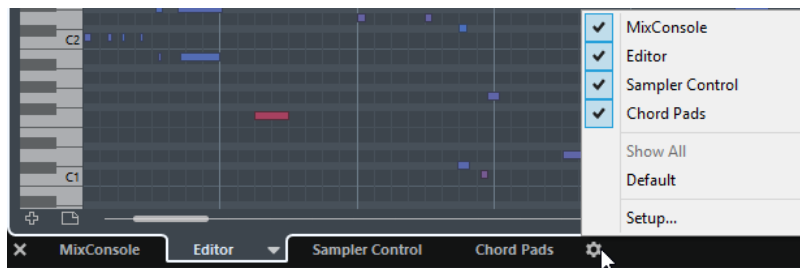 C2
C1
MixConsole
Editor
Sampler Control
Chord Pads
Show All
Default
Setup...
MixConsole Editor Sampler Control Chord Pads